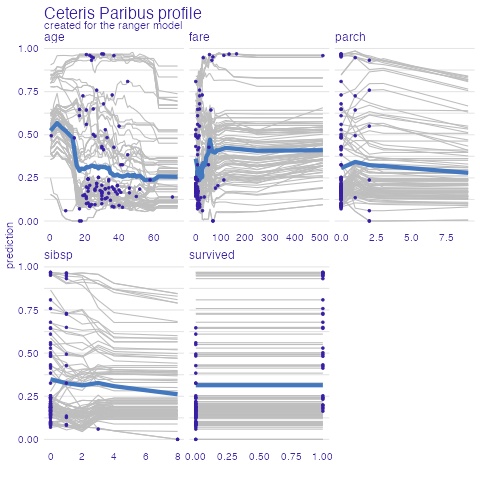 Ceteris Paribus profile
created for the ranger model
age
fare
parch
1.00
0.75
0.50
0.25
0.00
0 20 40 60
0 100 200 300 400 500
0.0 2.5 5.0 7.5
prediction
sibsp
survived
1.00
0.75
0.50
0.25
0.00
0 2 4 6 8
0.00 0.25 0.50 0.75 1.00